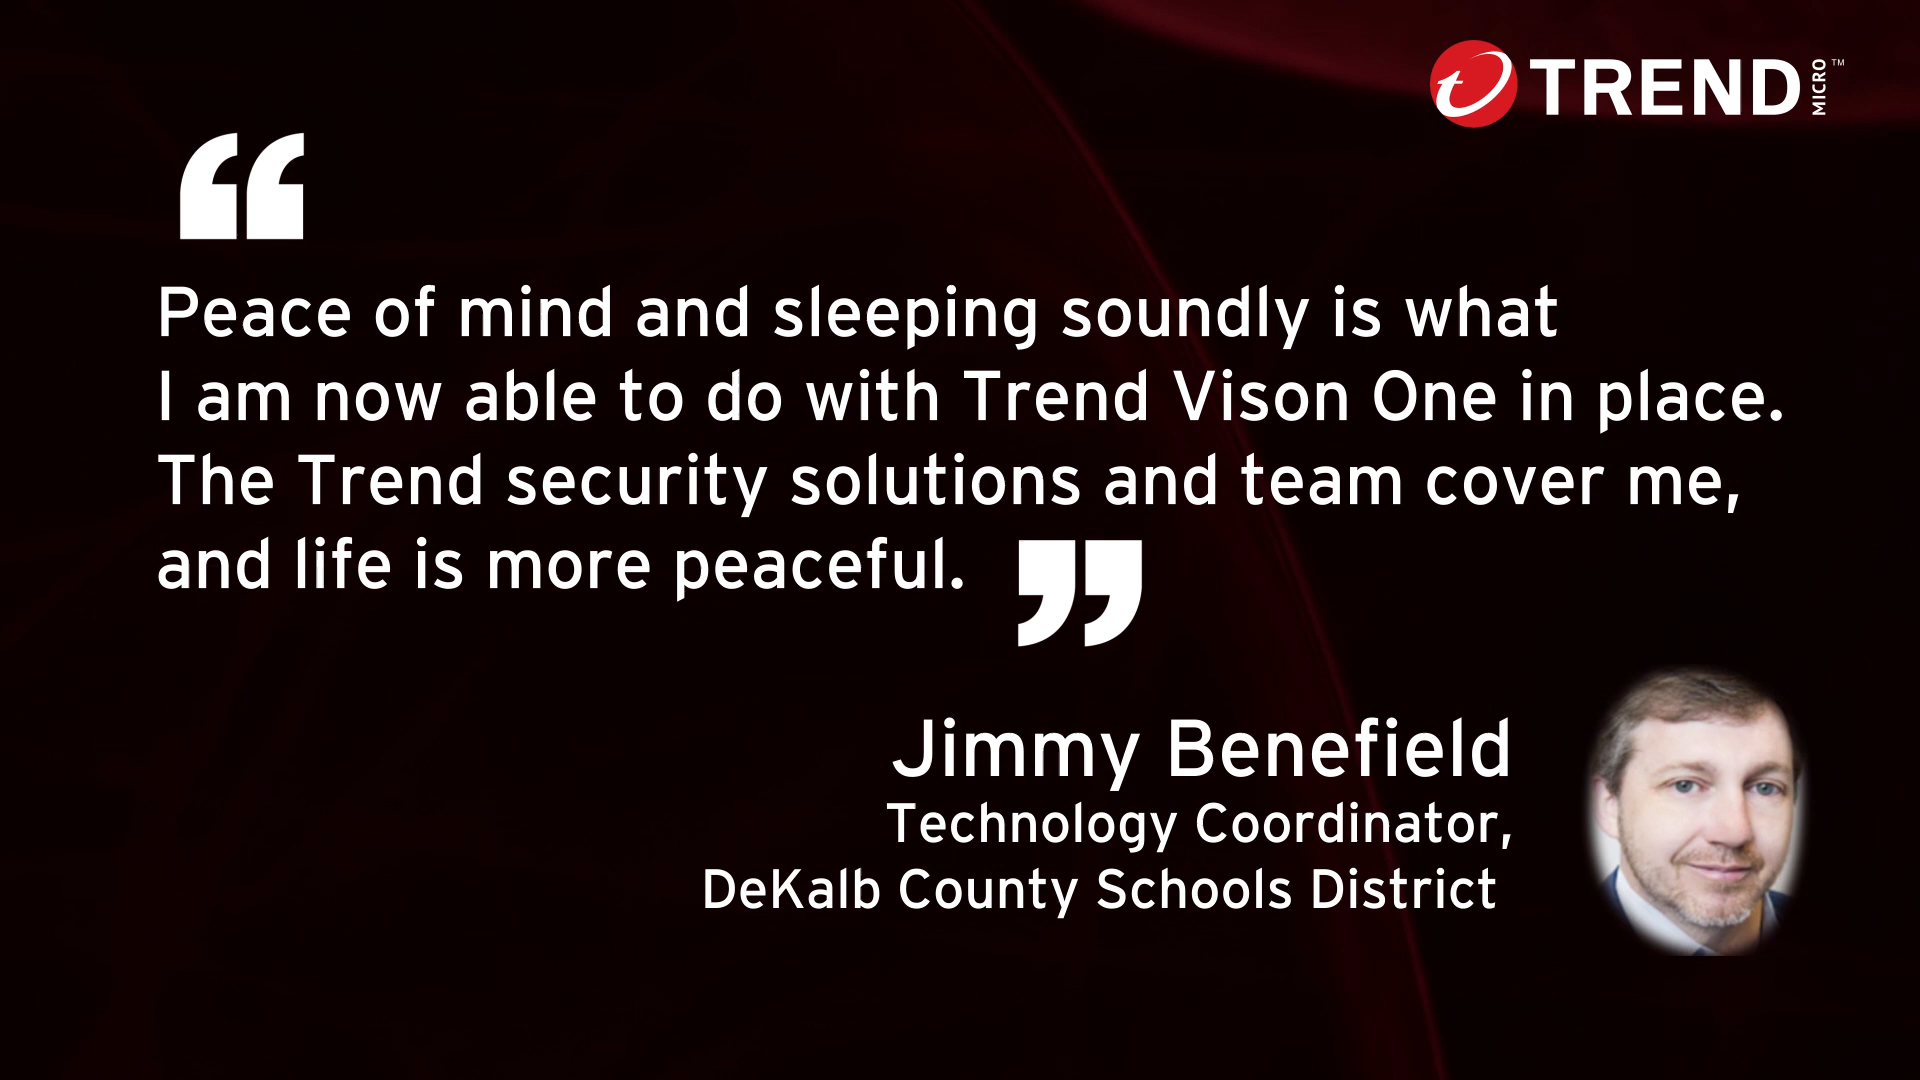 TREND MICRO ™
“
Peace of mind and sleeping soundly is what
I am now able to do with Trend Vison One in place.
The Trend security solutions and team cover me,
and life is more peaceful. ”
Jimmy Benefield
Technology Coordinator,
DeKalb County Schools District